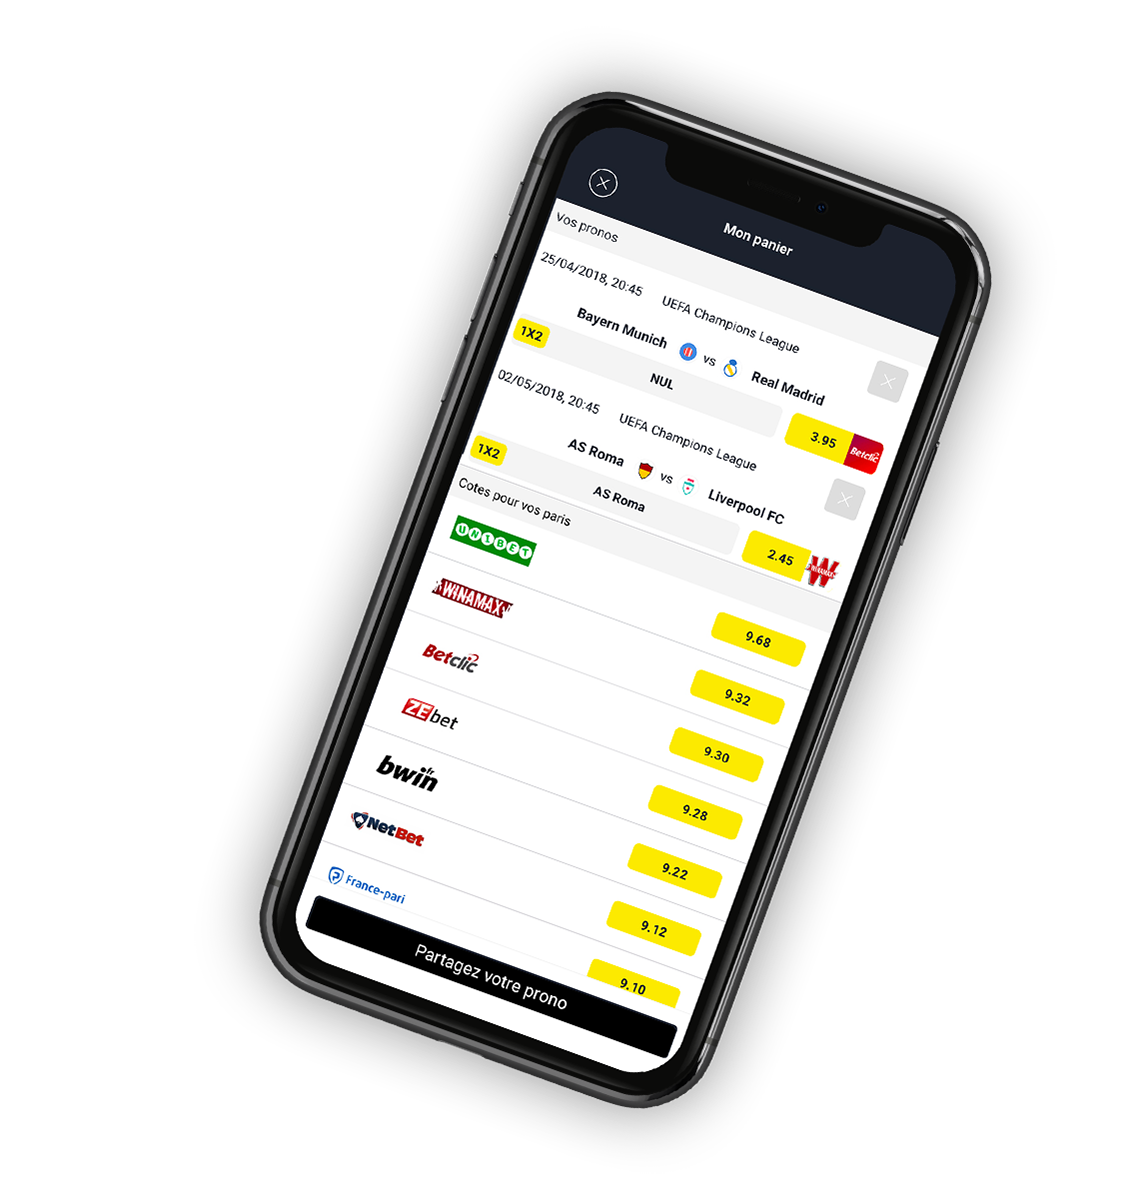 Mon panier
Vos pronos
25/04/2018, 20:45 UEFA Champions League
Bayern Munich vs Real Madrid
1X2 NUL 3.95 Betclic
02/05/2018, 20:45 UEFA Champions League
AS Roma vs Liverpool FC
1X2 AS Roma 2.45 W WINAMAX
Cotes pour vos paris
UNIBET 9.68
WINAMAX 9.32
Betclic 9.30
ZEbet 9.28
bwin.fr 9.22
NetBet 9.12
France-pari 9.10
Partagez votre prono